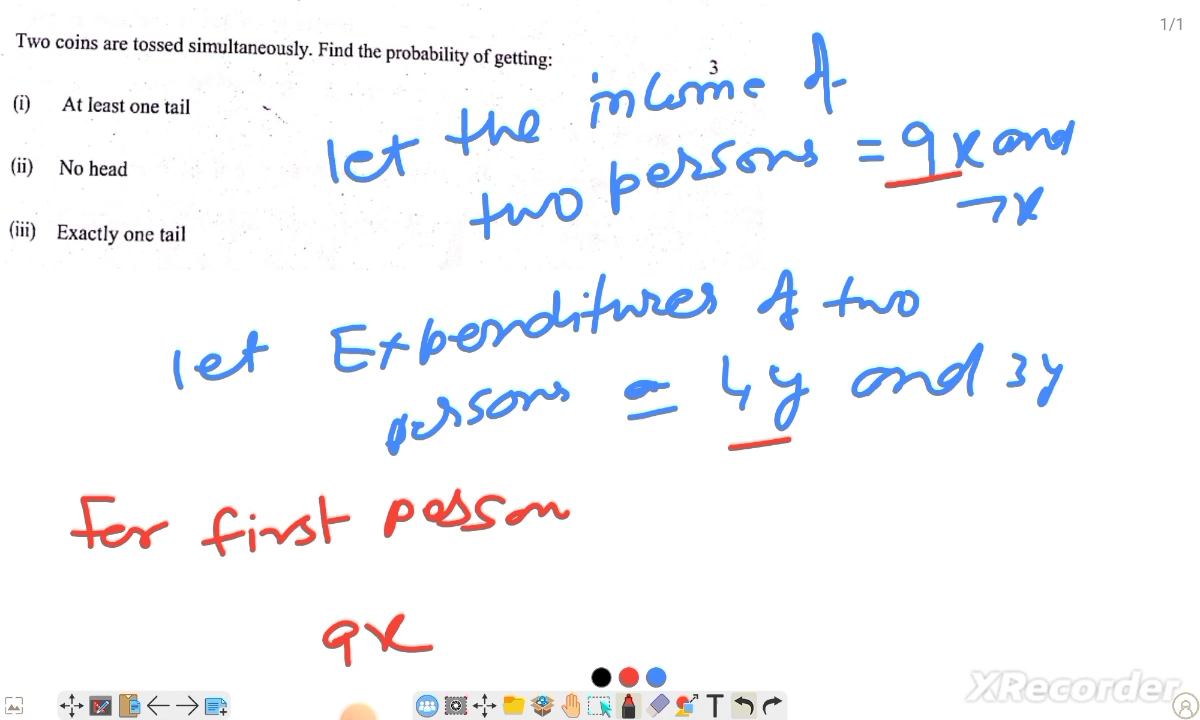 1/1
Two coins are tossed simultaneously. Find the probability of getting:
3
(i) At least one tail
(ii) No head
(iii) Exactly one tail
let the income of
two persons = 9x and
7x
let Expenditures of two
persons = 4y and 3y
For first person
9x
T
XRecorder